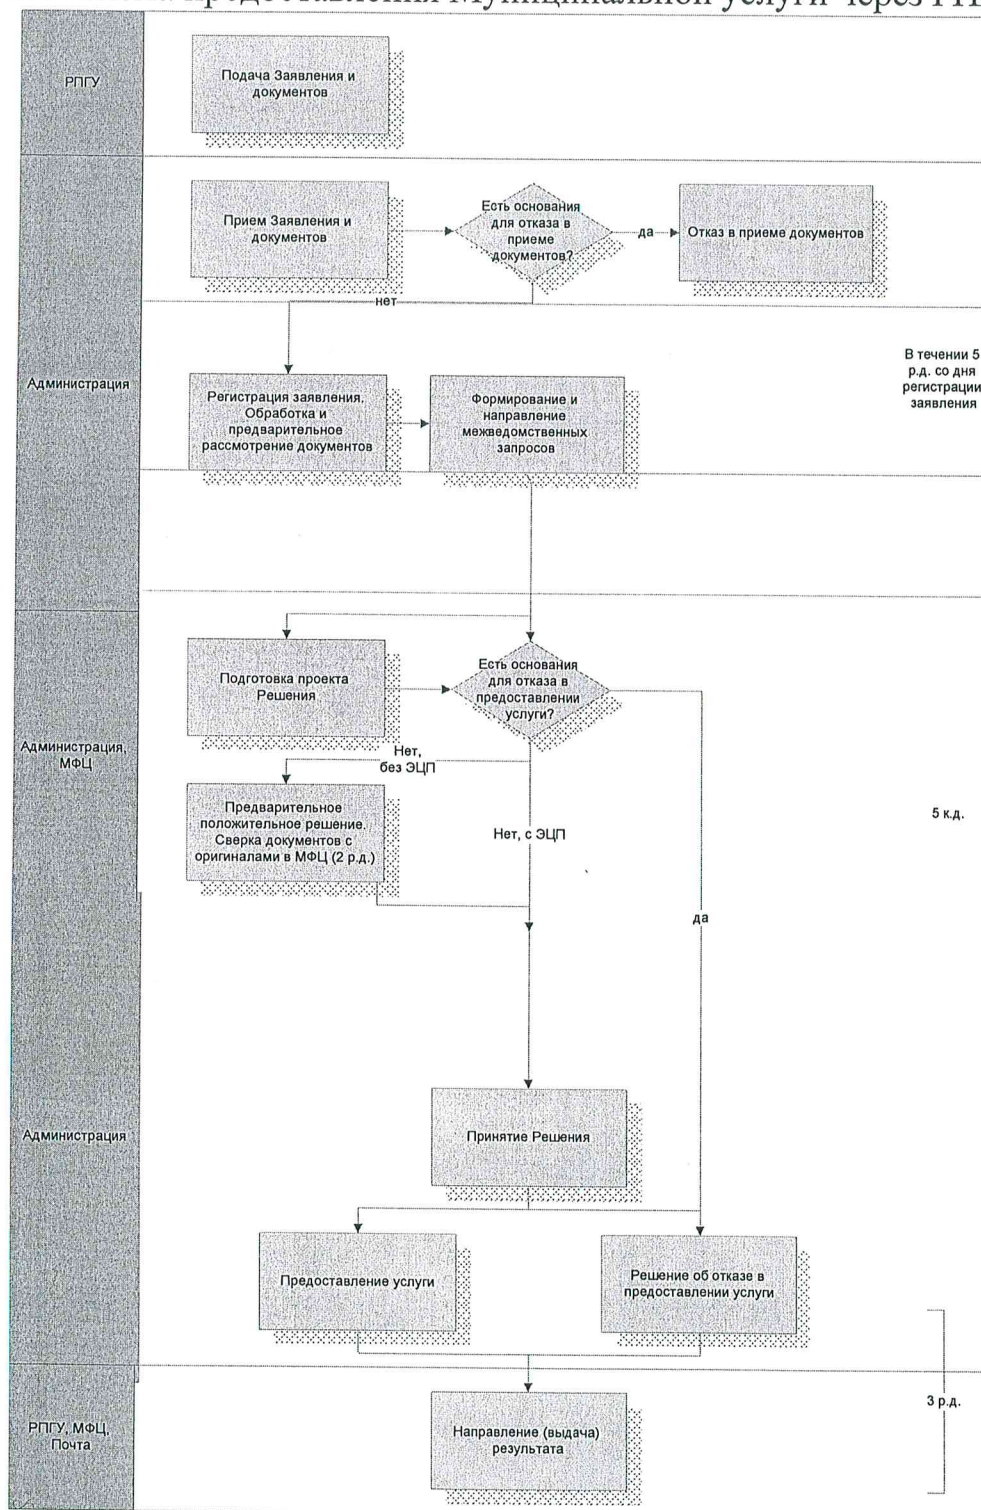 предоставления Муниципальной услуги через
РПГУ
Подача Заявления и
документов
Прием Заявления и
документов
Есть основания
для отказа в
приеме
документов?
да
Отказ в приеме документов
нет
Администрация
В течении 5
р.д. со дня
регистрации
заявления
Регистрация заявления.
Обработка и
предварительное
рассмотрение документов
Формирование и
направление
межведомственных
запросов
Администрация,
МФЦ
Подготовка проекта
Решения
Есть основания
для отказа в
предоставлении
услуги?
Нет,
без ЭЦП
Предварительное
положительное решение.
Сверка документов с
оригиналами в МФЦ (2 р.д.)
Нет, с ЭЦП
5 к.д.
да
Администрация
Принятие Решения
Предоставление услуги
Решение об отказе в
предоставлении услуги
РПГУ, МФЦ,
Почта
Направление (выдача)
результата
3 р.д.